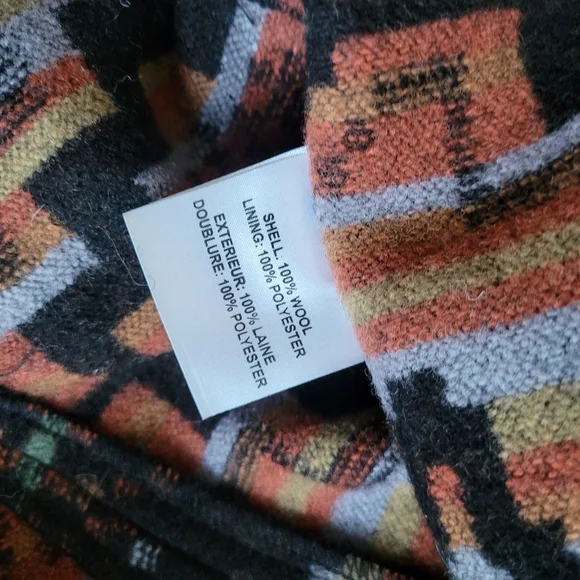 SHELL: 100% WOOL
LINING: 100% POLYESTER
EXTERIEUR: 100% LAINE
DOUBLURE: 100% POLYESTER